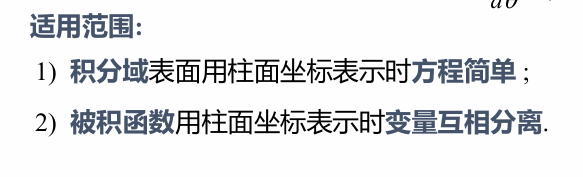 dθ
适用范围:
1) 积分域表面用柱面坐标表示时方程简单 ;
2) 被积函数用柱面坐标表示时变量互相分离.